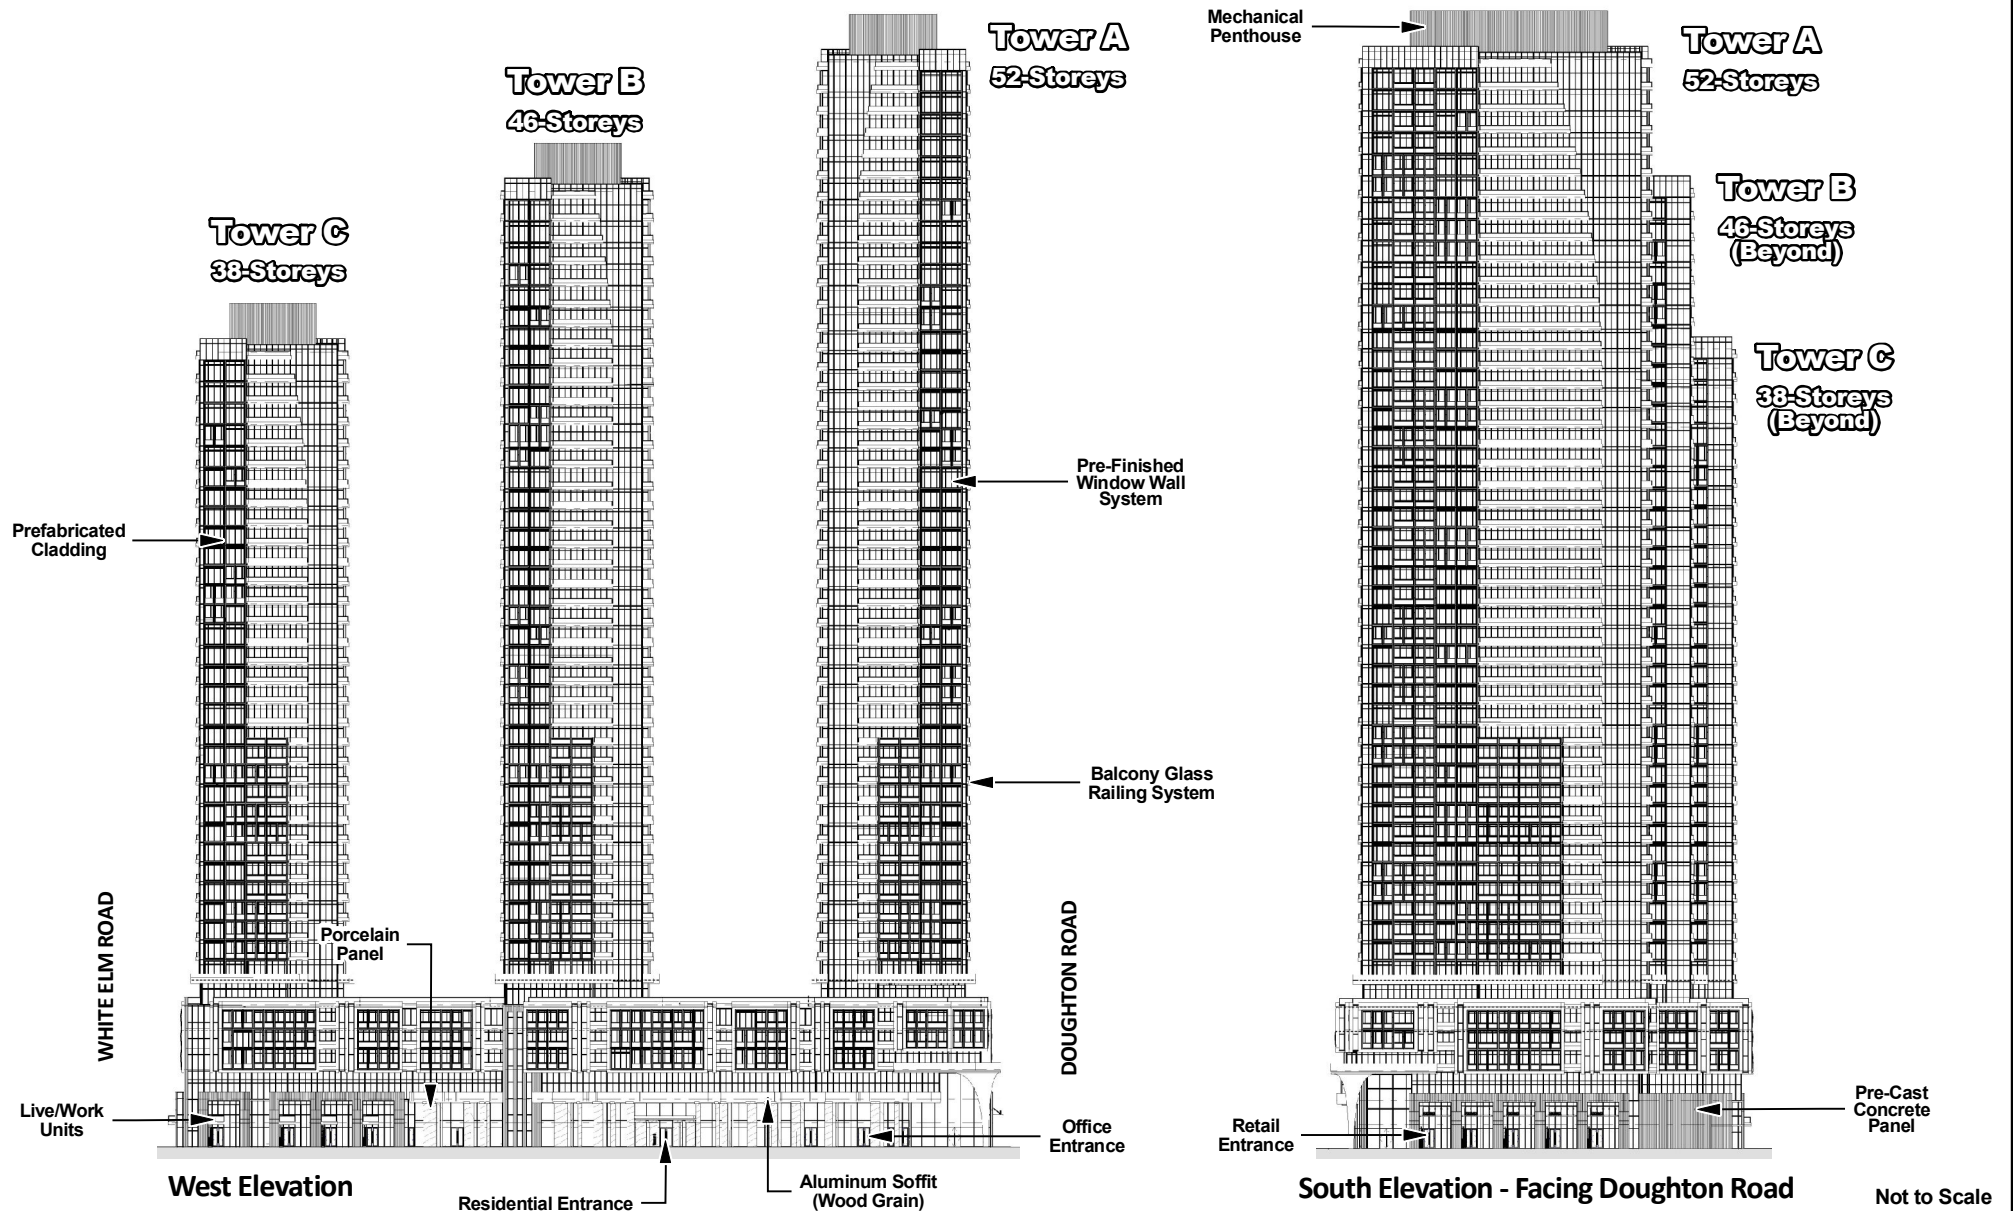 Tower C
38-Storeys
Tower B
46-Storeys
Tower A
52-Storeys
Prefabricated
Cladding
Pre-Finished
Window Wall
System
Balcony Glass
Railing System
WHITE ELM ROAD
Porcelain
Panel
DOUGHTON ROAD
Live/Work
Units
Office
Entrance
Residential Entrance
Aluminum Soffit
(Wood Grain)
West Elevation
Mechanical
Penthouse
Tower A
52-Storeys
Tower B
46-Storeys
(Beyond)
Tower C
38-Storeys
(Beyond)
Retail
Entrance
Pre-Cast
Concrete
Panel
South Elevation - Facing Doughton Road
Not to Scale